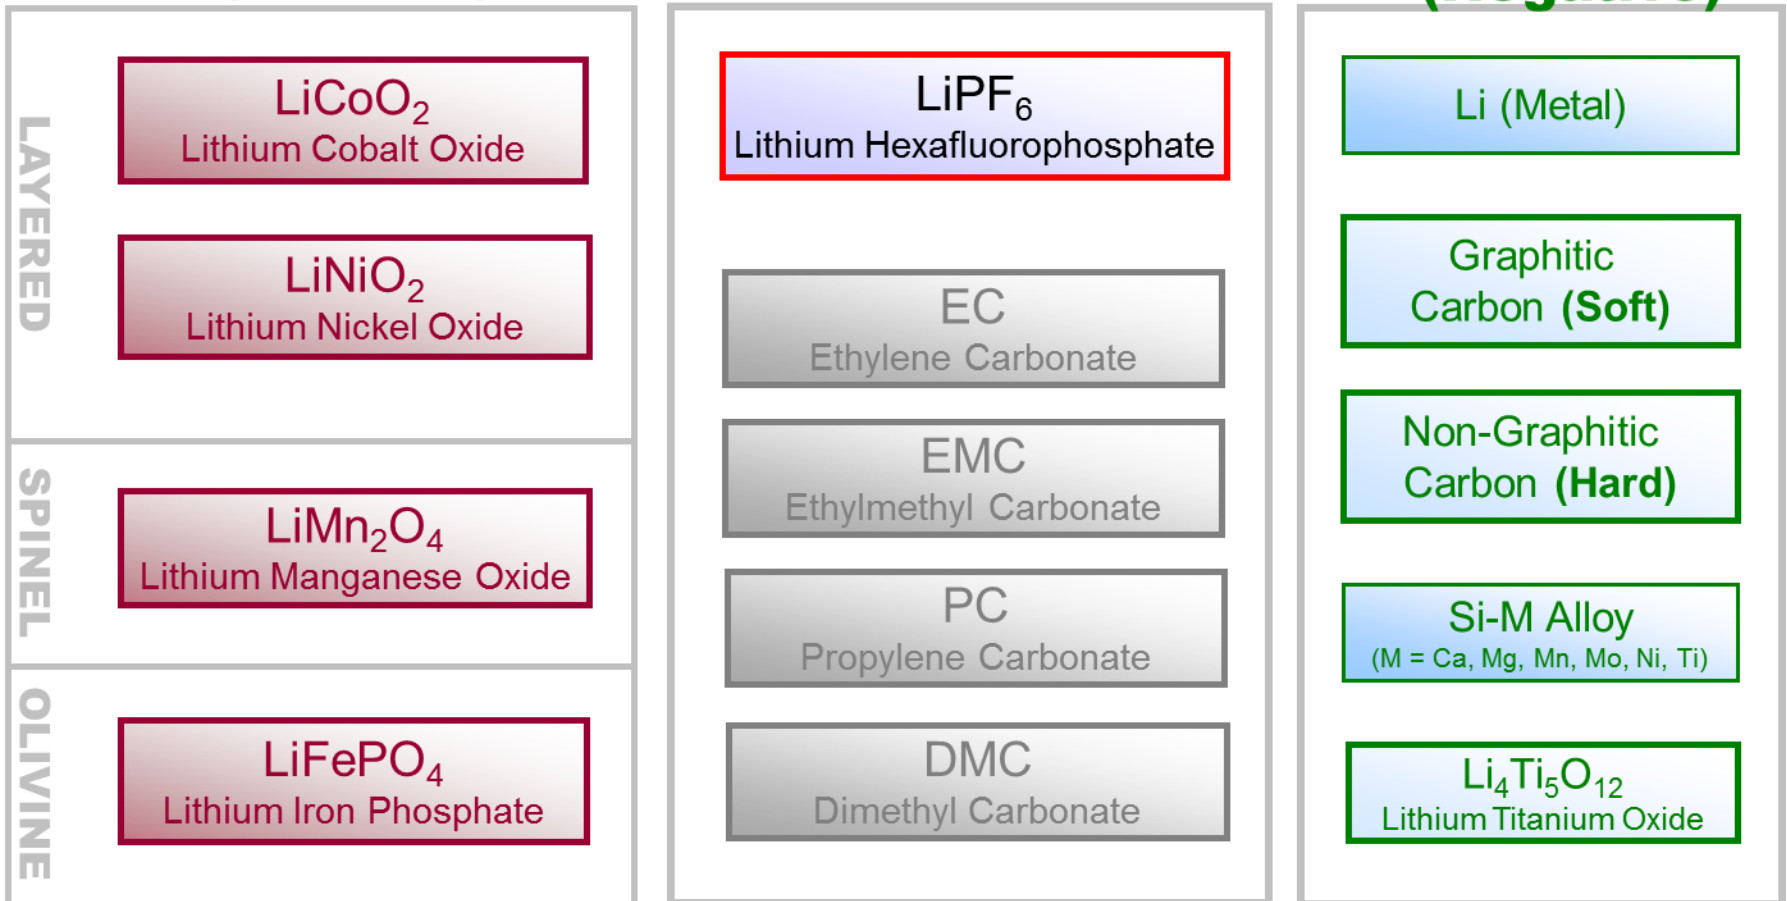 (Negative)
LAYERED
LiCoO₂
Lithium Cobalt Oxide
LiNiO₂
Lithium Nickel Oxide
SPINEL
LiMn₂O₄
Lithium Manganese Oxide
OLIVINE
LiFePO₄
Lithium Iron Phosphate
LiPF₆
Lithium Hexafluorophosphate
EC
Ethylene Carbonate
EMC
Ethylmethyl Carbonate
PC
Propylene Carbonate
DMC
Dimethyl Carbonate
Li (Metal)
Graphitic
Carbon (Soft)
Non-Graphitic
Carbon (Hard)
Si-M Alloy
(M = Ca, Mg, Mn, Mo, Ni, Ti)
Li₄Ti₅O₁₂
Lithium Titanium Oxide